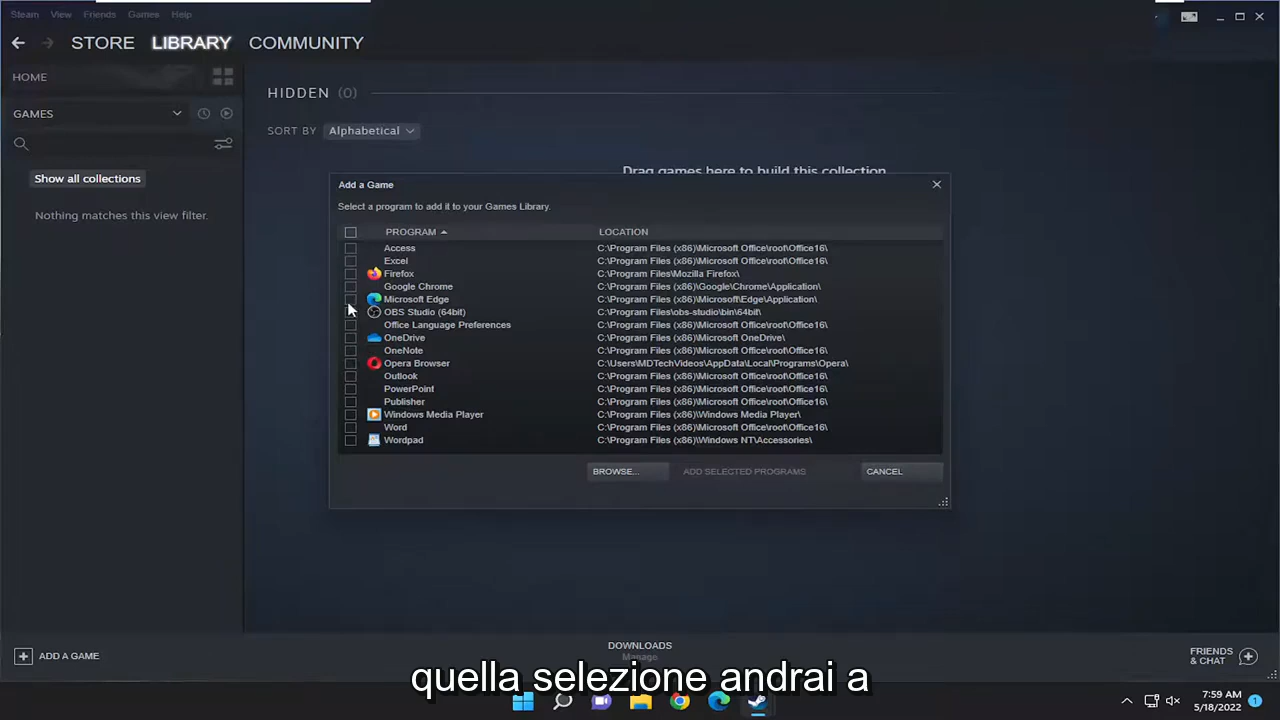 Steam View Friends Games Help
STORE LIBRARY COMMUNITY
HOME
GAMES
Show all collections
Nothing matches this view filter.
HIDDEN (0)
SORT BY Alphabetical
Drag games here to build this collection
Add a Game
Select a program to add it to your Games Library.
PROGRAM LOCATION
Access C:\Program Files (x86)\Microsoft Office\root\Office16\
Excel C:\Program Files (x86)\Microsoft Office\root\Office16\
Firefox C:\Program Files\Mozilla Firefox\
Google Chrome C:\Program Files (x86)\Google\Chrome\Application\
Microsoft Edge C:\Program Files (x86)\Microsoft\Edge\Application\
OBS Studio (64bit) C:\Program Files\obs-studio\bin\64bit\
Office Language Preferences C:\Program Files (x86)\Microsoft Office\root\Office16\
OneDrive C:\Program Files\Microsoft OneDrive\
OneNote C:\Program Files (x86)\Microsoft Office\root\Office16\
Opera Browser C:\Users\MDTechVideos\AppData\Local\Programs\Opera\
Outlook C:\Program Files (x86)\Microsoft Office\root\Office16\
PowerPoint C:\Program Files (x86)\Microsoft Office\root\Office16\
Publisher C:\Program Files (x86)\Microsoft Office\root\Office16\
Windows Media Player C:\Program Files (x86)\Windows Media Player\
Word C:\Program Files (x86)\Microsoft Office\root\Office16\
Wordpad C:\Program Files (x86)\Windows NT\Accessories\
BROWSE... ADD SELECTED PROGRAMS CANCEL
ADD A GAME
DOWNLOADS
Manage
FRIENDS
& CHAT
quella selezione andrai a
7:59 AM
5/18/2022
1